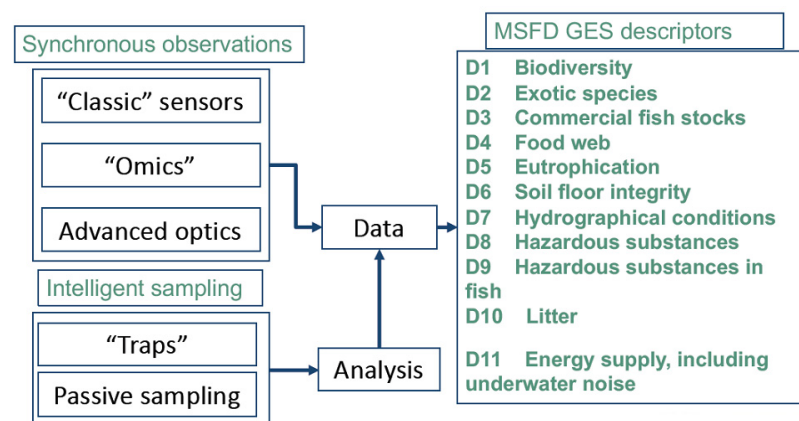 Synchronous observations
“Classic” sensors
“Omics”
Advanced optics
Intelligent sampling
“Traps”
Passive sampling
Data
Analysis
MSFD GES descriptors
D1 Biodiversity
D2 Exotic species
D3 Commercial fish stocks
D4 Food web
D5 Eutrophication
D6 Soil floor integrity
D7 Hydrographical conditions
D8 Hazardous substances
D9 Hazardous substances in
fish
D10 Litter
D11 Energy supply, including
underwater noise